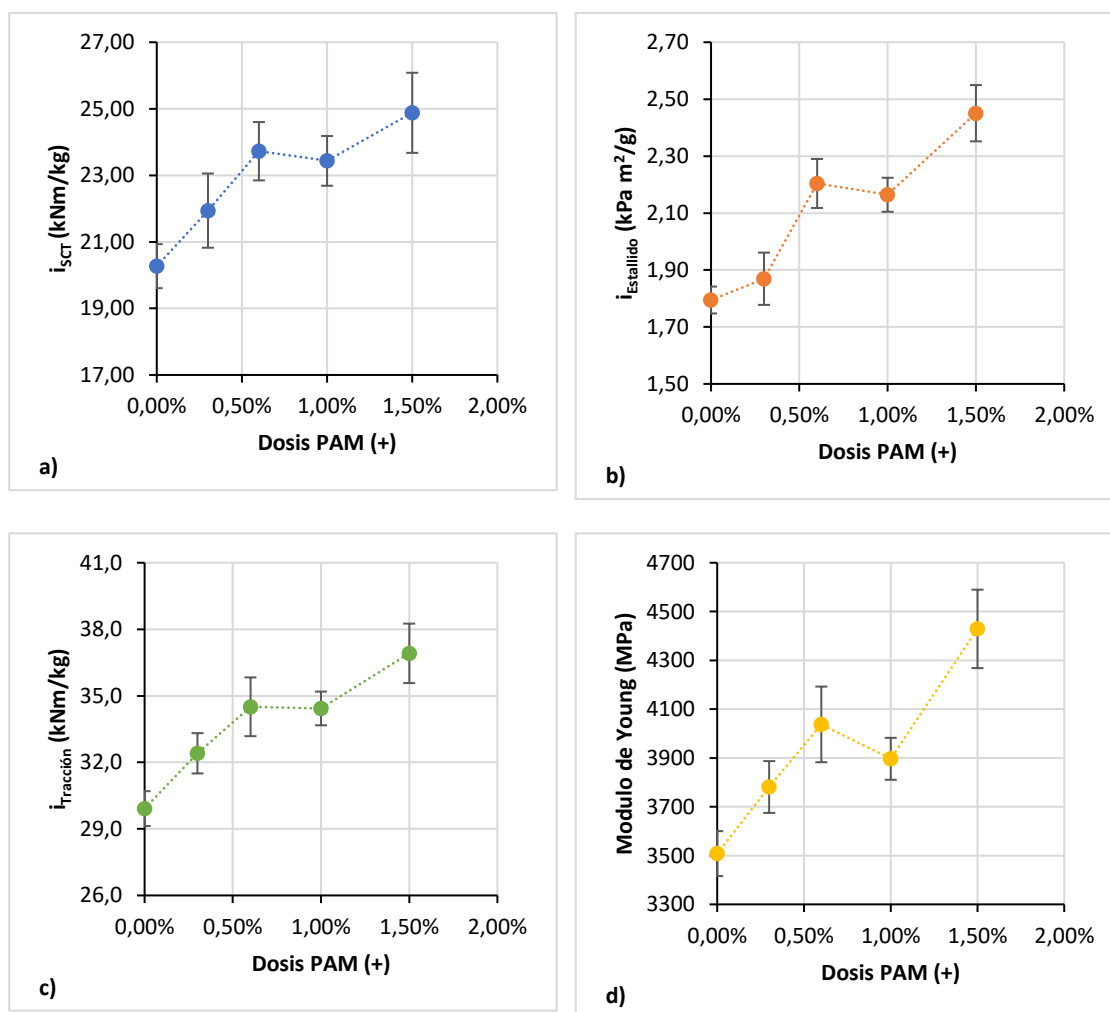 27,00
25,00
23,00
21,00
19,00
17,00
i_SCT (kNm/kg)
0,00% 0,50% 1,00% 1,50% 2,00%
Dosis PAM (+)
a)
2,70
2,50
2,30
2,10
1,90
1,70
1,50
i_Estallido (kPa m²/g)
0,00% 0,50% 1,00% 1,50% 2,00%
Dosis PAM (+)
b)
41,0
38,0
35,0
32,0
29,0
26,0
i_Tracción (kNm/kg)
0,00% 0,50% 1,00% 1,50% 2,00%
Dosis PAM (+)
c)
4700
4500
4300
4100
3900
3700
3500
3300
Modulo de Young (MPa)
0,00% 0,50% 1,00% 1,50% 2,00%
Dosis PAM (+)
d)